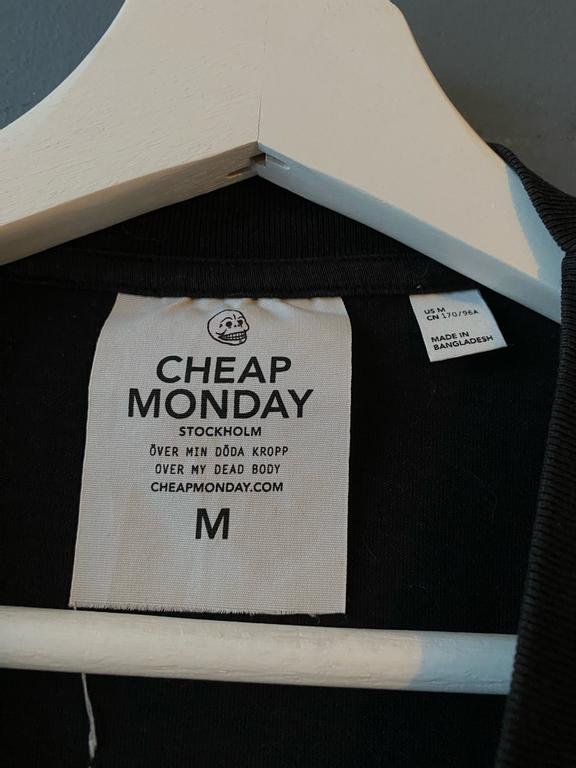 CHEAP
MONDAY
STOCKHOLM
ÖVER MIN DÖDA KROPP
OVER MY DEAD BODY
CHEAPMONDAY.COM
M
US M
CN 170/96A
MADE IN
BANGLADESH